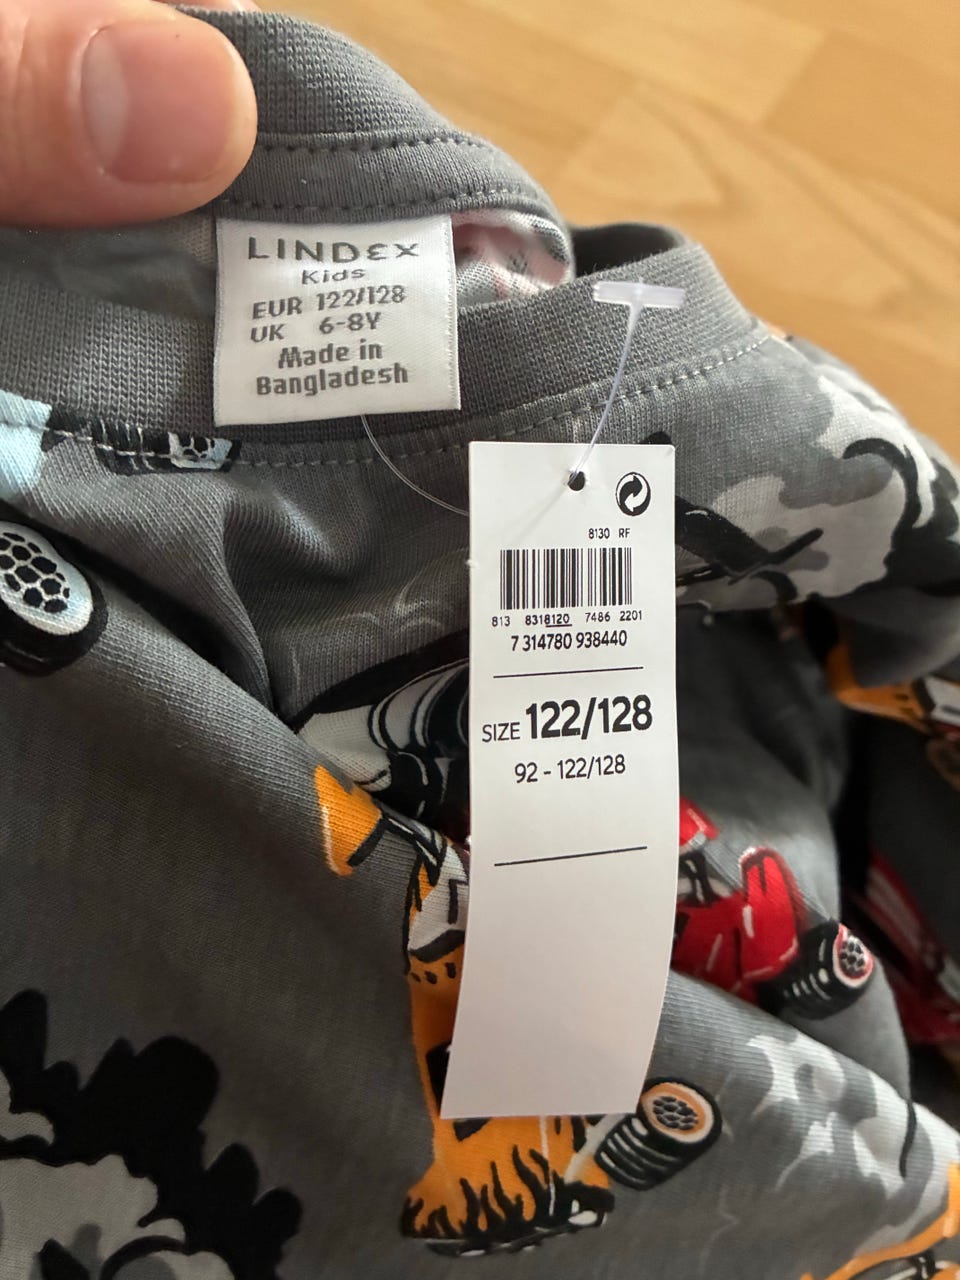 LINDEX
Kids
EUR 122/128
UK 6-8Y
Made in
Bangladesh
8130 RF
813 8318120 7486 2201
7 314780 938440
SIZE 122/128
92 - 122/128